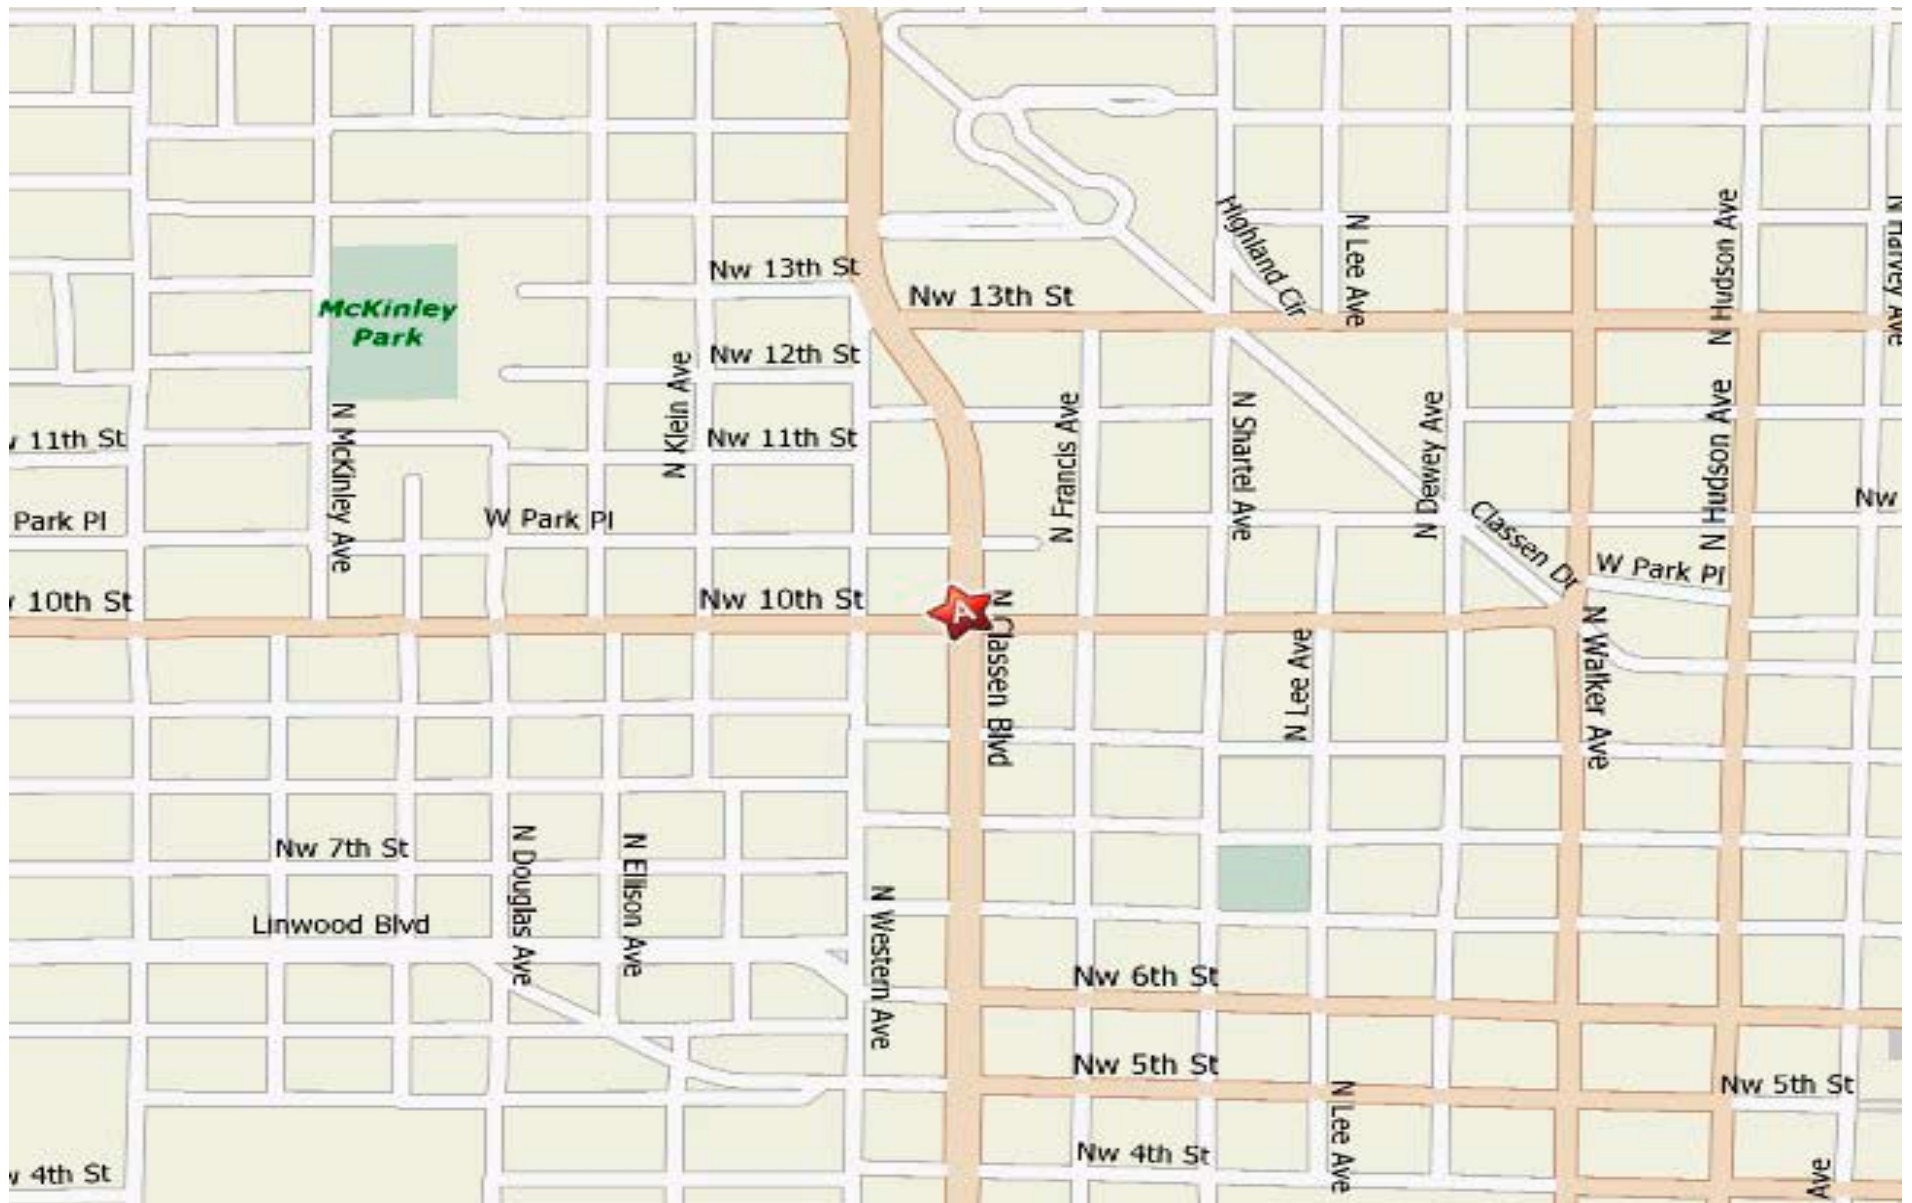 Highland Cir
N Lee Ave
N Hudson Ave
N Harvey Ave
Nw 13th St
Nw 13th St
McKinley
Park
Nw 12th St
N Klein Ave
N Francis Ave
N Shartel Ave
N Dewey Ave
N Hudson Ave
11th St
N McKinley Ave
Nw 11th St
Nw
Park Pl
W Park Pl
Classen Dr
W Park Pl
10th St
Nw 10th St
A
N Classen Blvd
N Lee Ave
N Walker Ave
Nw 7th St
N Douglas Ave
N Ellison Ave
N Western Ave
Linwood Blvd
Nw 6th St
Nw 5th St
Nw 5th St
N Lee Ave
Nw 4th St
4th St
Ave